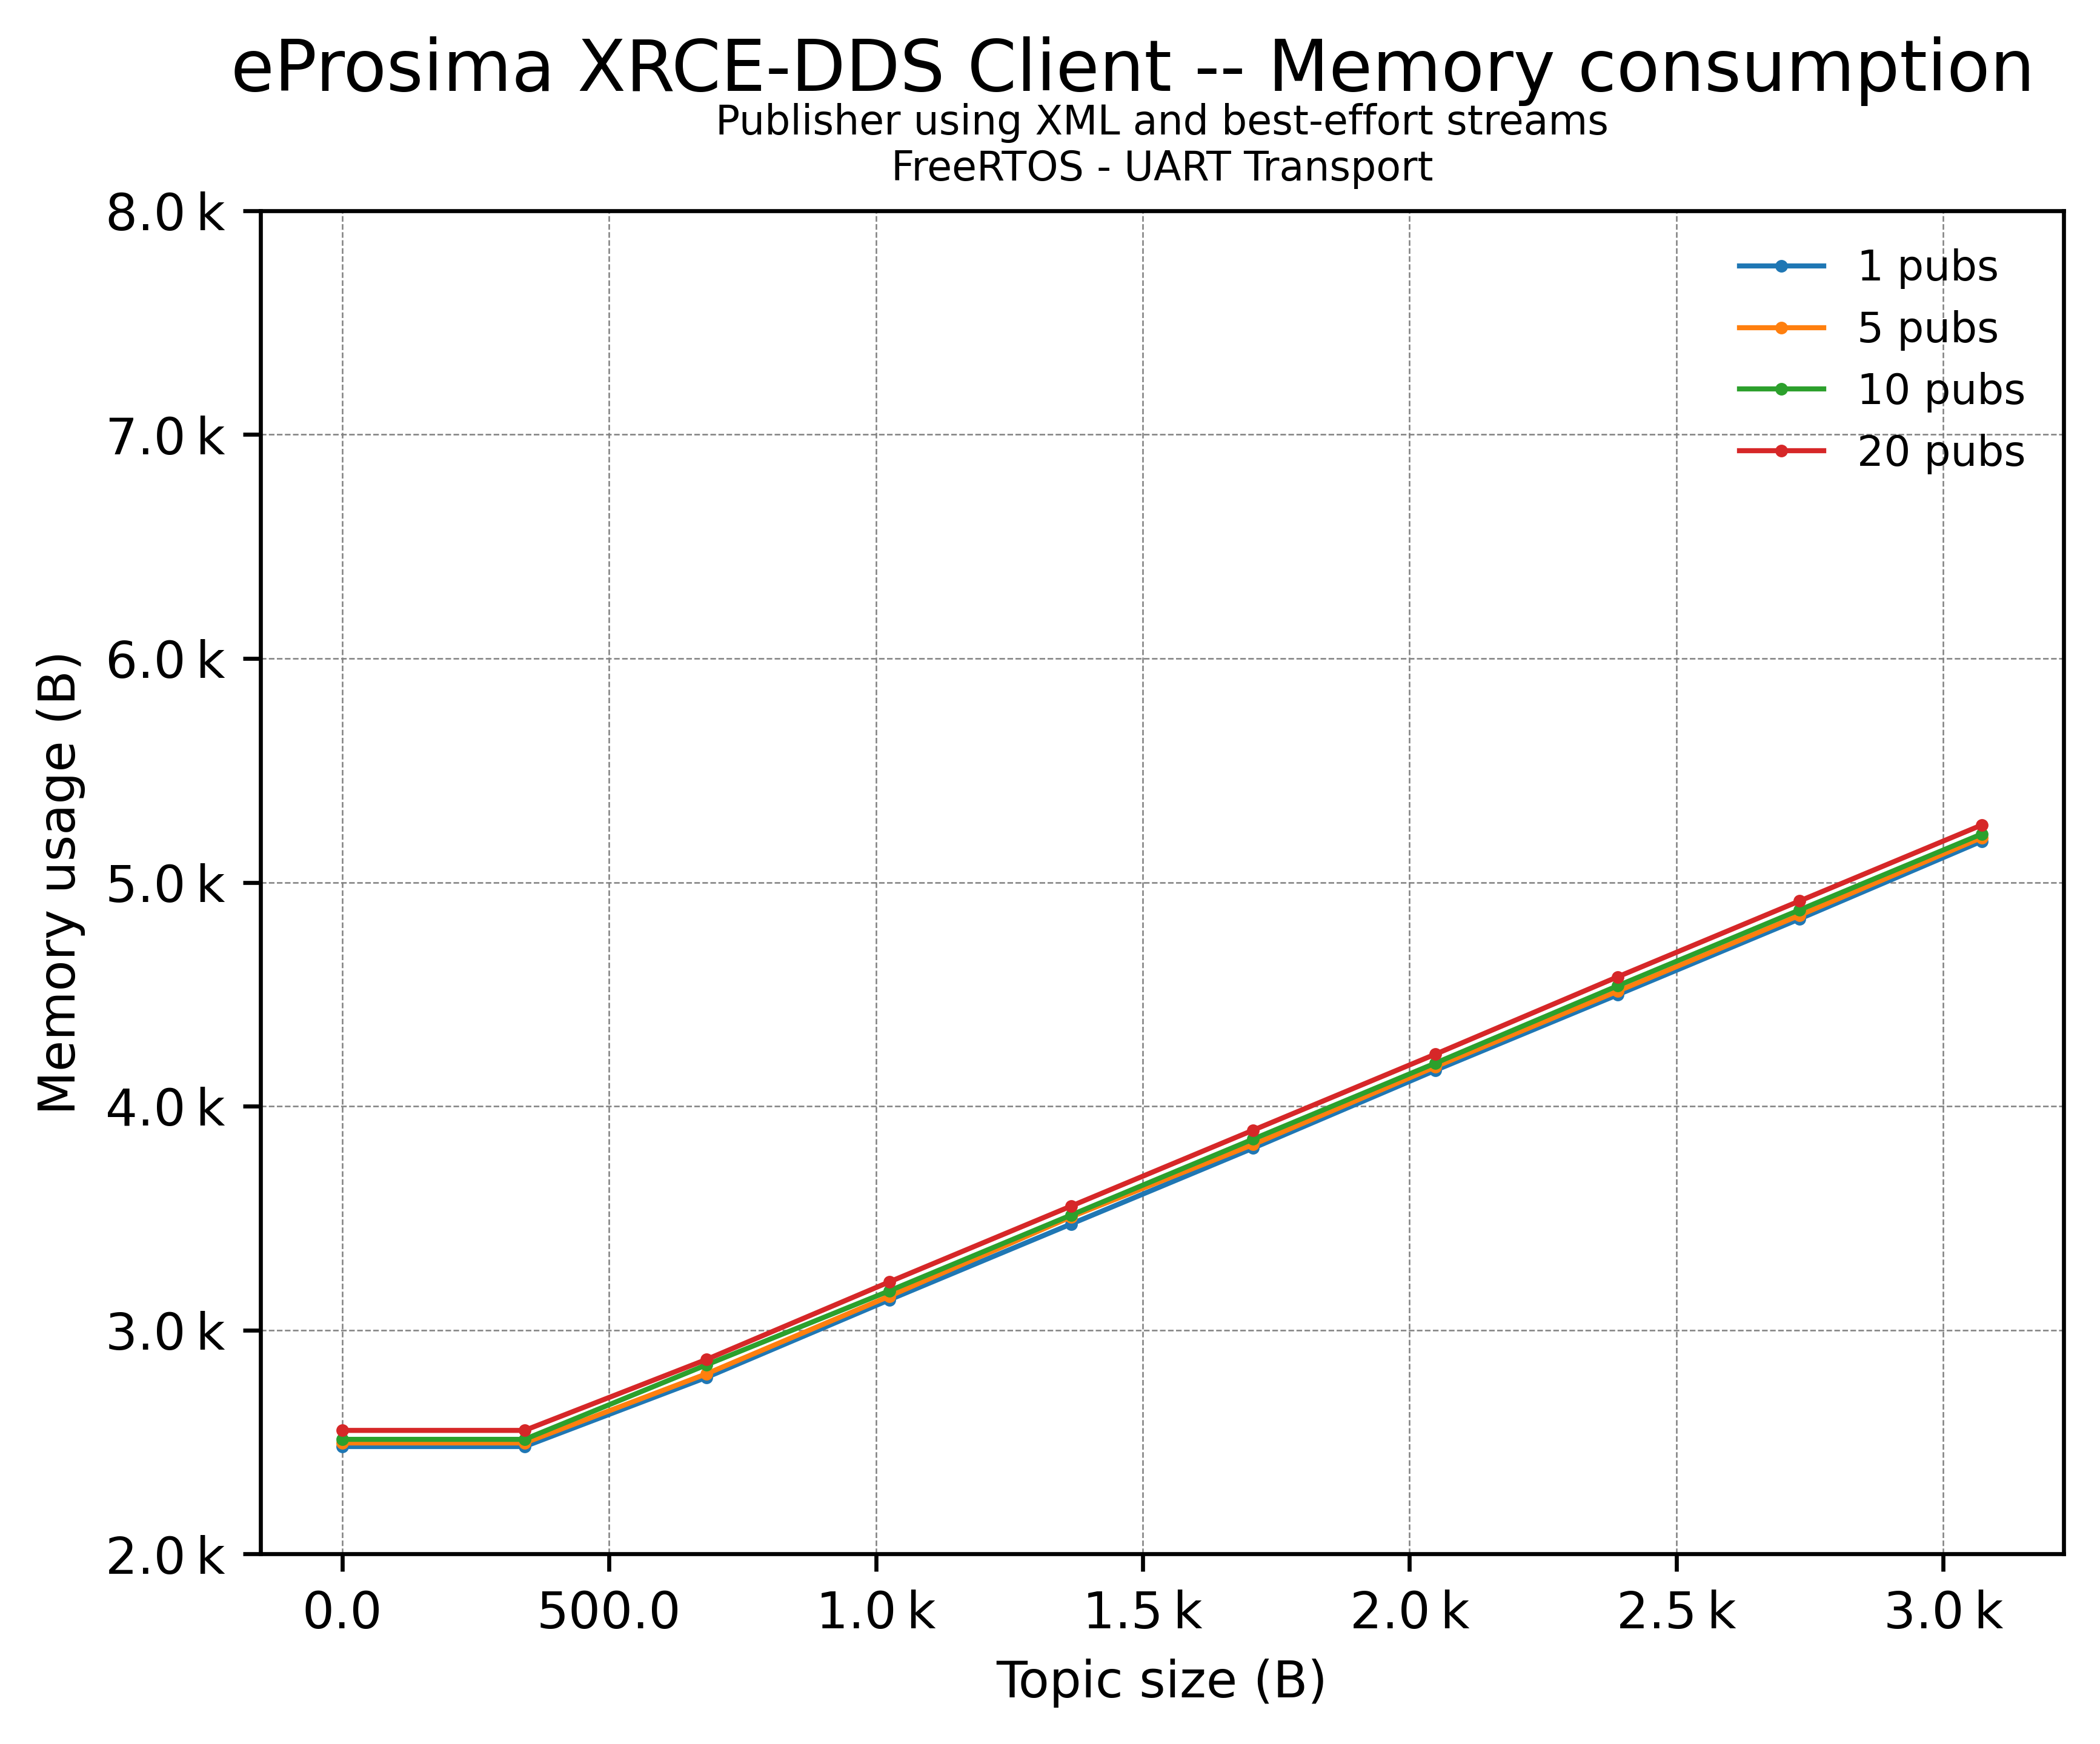 eProsima XRCE-DDS Client -- Memory consumption
Publisher using XML and best-effort streams
FreeRTOS - UART Transport
8.0 k
7.0 k
6.0 k
5.0 k
4.0 k
3.0 k
2.0 k
Memory usage (B)
1 pubs
5 pubs
10 pubs
20 pubs
0.0 500.0 1.0 k 1.5 k 2.0 k 2.5 k 3.0 k
Topic size (B)